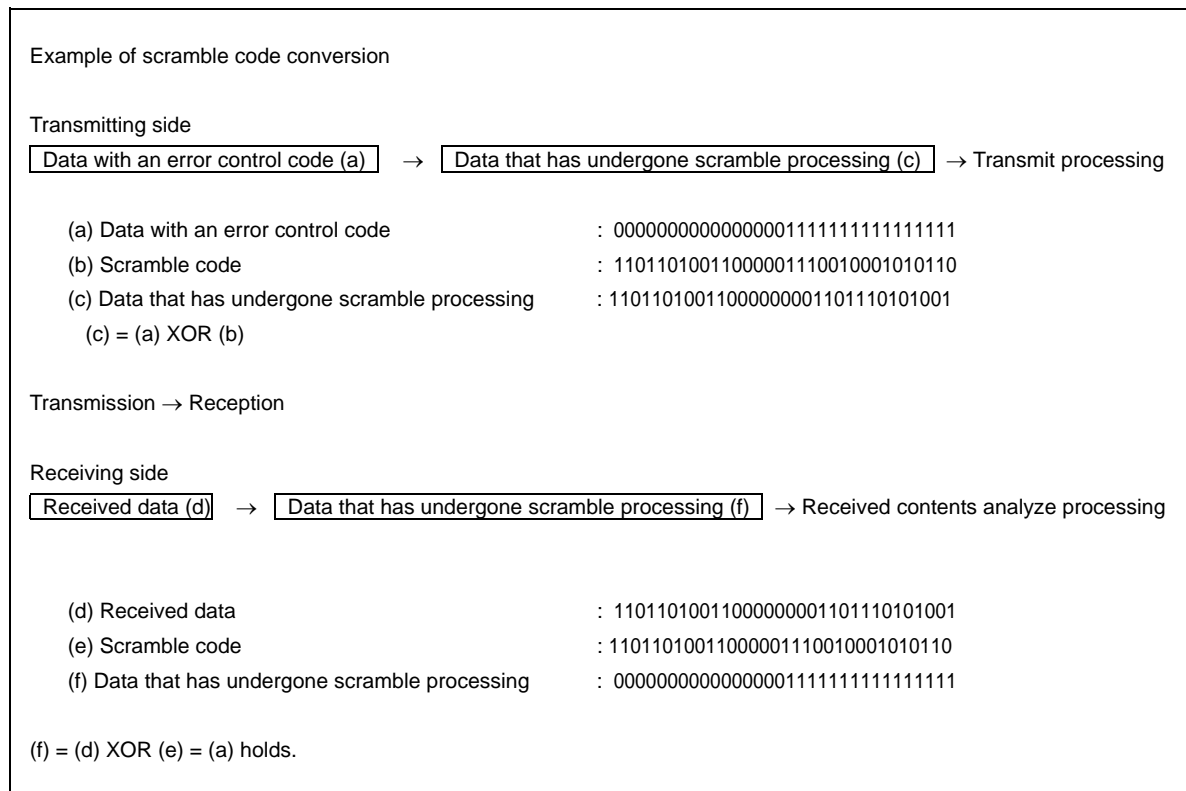 Example of scramble code conversion
Transmitting side
Data with an error control code (a) → Data that has undergone scramble processing (c) → Transmit processing
(a) Data with an error control code : 00000000000000001111111111111111
(b) Scramble code : 11011010011000001110010001010110
(c) Data that has undergone scramble processing : 11011010011000000001101110101001
(c) = (a) XOR (b)
Transmission → Reception
Receiving side
Received data (d) → Data that has undergone scramble processing (f) → Received contents analyze processing
(d) Received data : 11011010011000000001101110101001
(e) Scramble code : 11011010011000001110010001010110
(f) Data that has undergone scramble processing : 00000000000000001111111111111111
(f) = (d) XOR (e) = (a) holds.